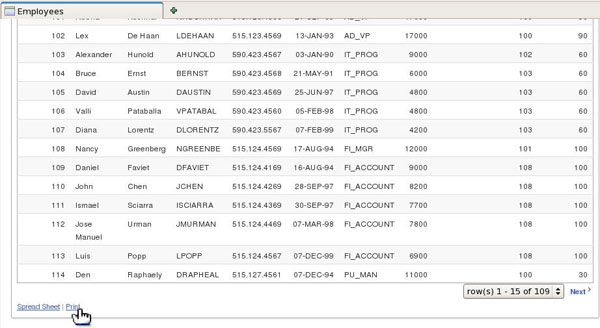 Employees
102 Lex De Haan LDEHAAN 515.123.4569 13-JAN-93 AD_VP 17000 100 90
103 Alexander Hunold AHUNOLD 590.423.4567 03-JAN-90 IT_PROG 9000 102 60
104 Bruce Ernst BERNST 590.423.4568 21-MAY-91 IT_PROG 6000 103 60
105 David Austin DAUSTIN 590.423.4569 25-JUN-97 IT_PROG 4800 103 60
106 Valli Pataballa VPATABAL 590.423.4560 05-FEB-98 IT_PROG 4800 103 60
107 Diana Lorentz DLORENTZ 590.423.5567 07-FEB-99 IT_PROG 4200 103 60
108 Nancy Greenberg NGREENBE 515.124.4569 17-AUG-94 FI_MGR 12000 101 100
109 Daniel Faviet DFAVIET 515.124.4169 16-AUG-94 FI_ACCOUNT 9000 108 100
110 John Chen JCHEN 515.124.4269 28-SEP-97 FI_ACCOUNT 8200 108 100
111 Ismael Sciarra ISCIARRA 515.124.4369 30-SEP-97 FI_ACCOUNT 7700 108 100
112 Jose Urman JMURMAN 515.124.4469 07-MAR-98 FI_ACCOUNT 7800 108 100
Manuel
113 Luis Popp LPOPP 515.124.4567 07-DEC-99 FI_ACCOUNT 6900 108 100
114 Den Raphaely DRAPHEAL 515.127.4561 07-DEC-94 PU_MAN 11000 100 30
row(s) 1 - 15 of 109 Next >
Spread Sheet | Print